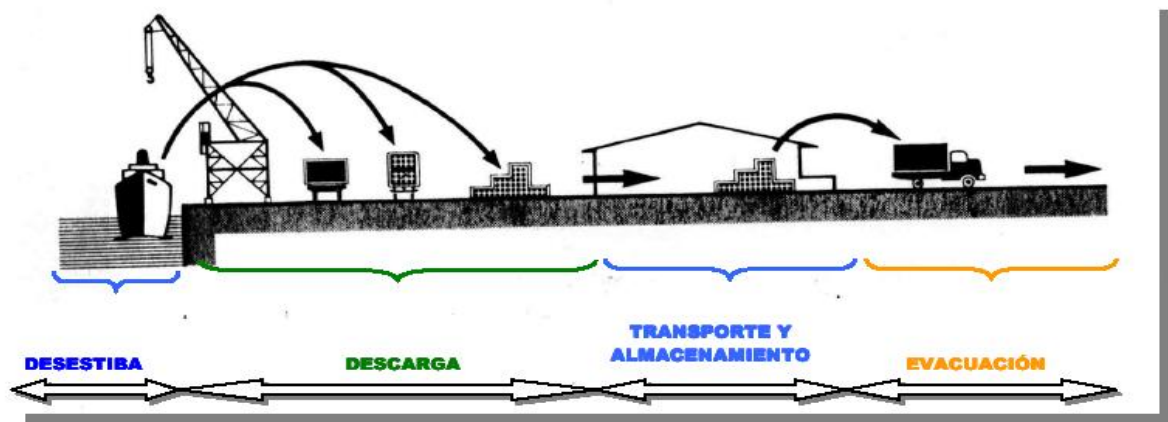 DESESTIBA
DESCARGA
TRANSPORTE Y
ALMACENAMIENTO
EVACUACIÓN